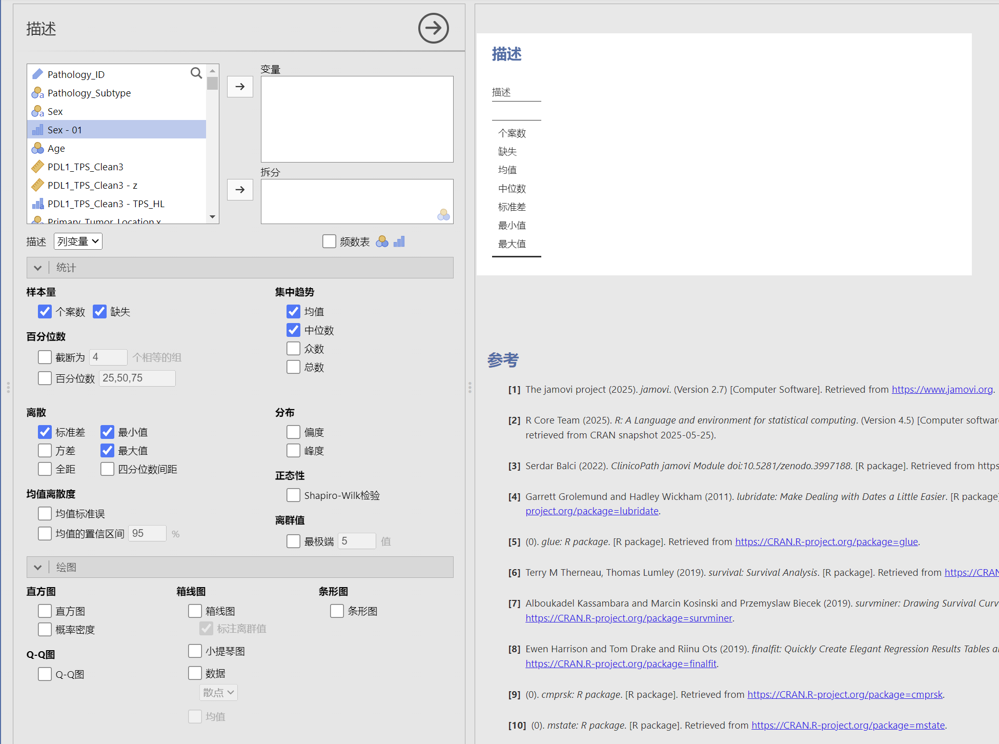 描述
Pathology_ID
Pathology_Subtype
Sex
Sex - 01
Age
PDL1_TPS_Clean3
PDL1_TPS_Clean3 - z
PDL1_TPS_Clean3 - TPS_HL
Primary_Tumor_Location.x
变量
拆分
描述 列变量 频数表
统计
样本量
个案数 缺失
百分位数
截断为 4 个相等的组
百分位数 25,50,75
集中趋势
均值
中位数
众数
总数
离散
标准差 最小值
方差 最大值
全距 四分位数间距
均值离散度
均值标准误
均值的置信区间 95 %
分布
偏度
峰度
正态性
Shapiro-Wilk检验
离群值
最极端 5 值
绘图
直方图
直方图
概率密度
Q-Q图
Q-Q图
箱线图
箱线图
标注离群值
小提琴图
数据
散点
均值
条形图
条形图
描述
描述
个案数
缺失
均值
中位数
标准差
最小值
最大值
参考
[1] The jamovi project (2025). jamovi. (Version 2.7) [Computer Software]. Retrieved from https://www.jamovi.org.
[2] R Core Team (2025). R: A Language and environment for statistical computing. (Version 4.5) [Computer software
retrieved from CRAN snapshot 2025-05-25).
[3] Serdar Balci (2022). ClinicoPath jamovi Module doi:10.5281/zenodo.3997188. [R package]. Retrieved from https
[4] Garrett Grolemund and Hadley Wickham (2011). lubridate: Make Dealing with Dates a Little Easier. [R package]
project.org/package=lubridate.
[5] (0). glue: R package. [R package]. Retrieved from https://CRAN.R-project.org/package=glue.
[6] Terry M Therneau, Thomas Lumley (2019). survival: Survival Analysis. [R package]. Retrieved from https://CRAN
[7] Alboukadel Kassambara and Marcin Kosinski and Przemyslaw Biecek (2019). survminer: Drawing Survival Curv
https://CRAN.R-project.org/package=survminer.
[8] Ewen Harrison and Tom Drake and Riinu Ots (2019). finalfit: Quickly Create Elegant Regression Results Tables
https://CRAN.R-project.org/package=finalfit.
[9] (0). cmprsk: R package. [R package]. Retrieved from https://CRAN.R-project.org/package=cmprsk.
[10] (0). mstate: R package. [R package]. Retrieved from https://CRAN.R-project.org/package=mstate.